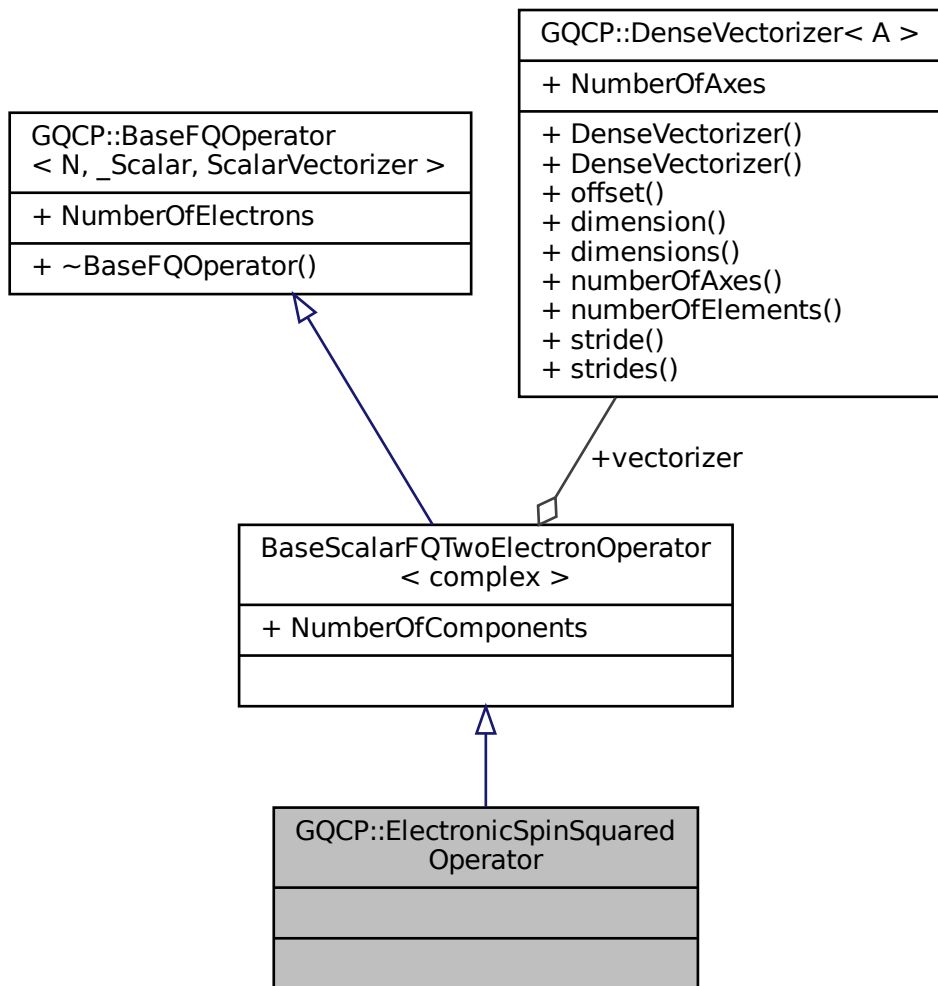 GQCP::DenseVectorizer< A >
+ NumberOfAxes
+ DenseVectorizer()
+ DenseVectorizer()
+ offset()
+ dimension()
+ dimensions()
+ numberOfAxes()
+ numberOfElements()
+ stride()
+ strides()
GQCP::BaseFQOperator
< N, _Scalar, ScalarVectorizer >
+ NumberOfElectrons
+ ~BaseFQOperator()
+vectorizer
BaseScalarFQTwoElectronOperator
< complex >
+ NumberOfComponents
GQCP::ElectronicSpinSquared
Operator